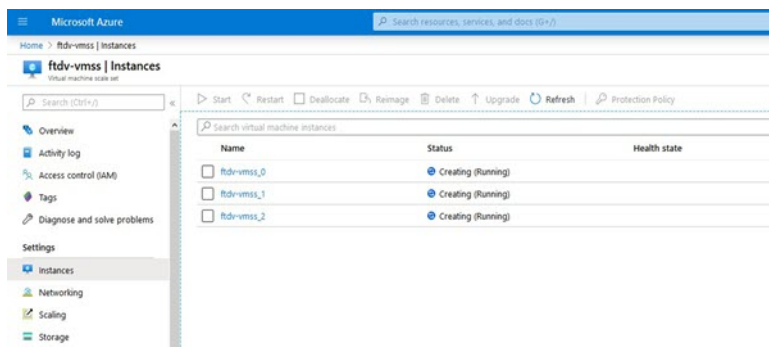 Microsoft Azure
Search resources, services, and docs (G+/)
Home > ftdv-vmss | Instances
ftdv-vmss | Instances
Virtual machine scale set
Search (Ctrl+/)
«
Start Restart Deallocate Reimage Delete Upgrade Refresh Protection Policy
Search virtual machine instances
Name Status Health state
ftdv-vmss_0 Creating (Running)
ftdv-vmss_1 Creating (Running)
ftdv-vmss_2 Creating (Running)
Overview
Activity log
Access control (IAM)
Tags
Diagnose and solve problems
Settings
Instances
Networking
Scaling
Storage